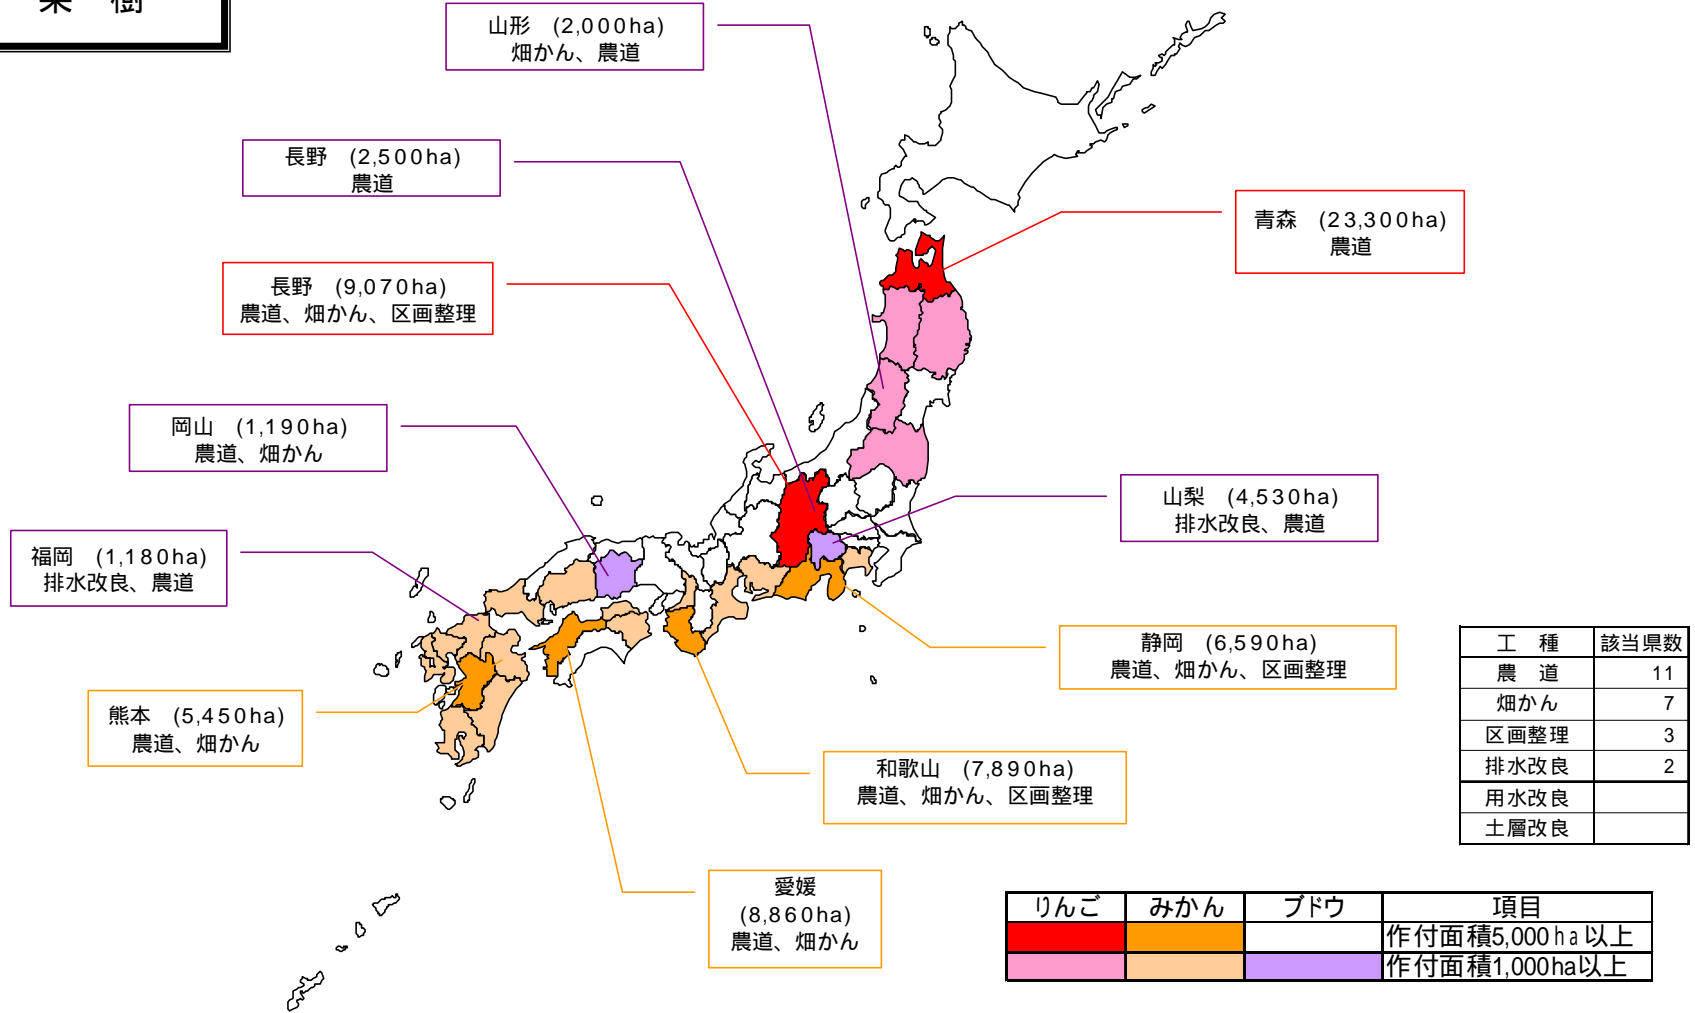 果 樹
山形 (2,000ha)
畑かん、農道
長野 (2,500ha)
農道
青森 (23,300ha)
農道
長野 (9,070ha)
農道、畑かん、区画整理
岡山 (1,190ha)
農道、畑かん
山梨 (4,530ha)
排水改良、農道
福岡 (1,180ha)
排水改良、農道
静岡 (6,590ha)
農道、畑かん、区画整理
熊本 (5,450ha)
農道、畑かん
和歌山 (7,890ha)
農道、畑かん、区画整理
愛媛
(8,860ha)
農道、畑かん
工 種 該当県数
農 道 11
畑かん 7
区画整理 3
排水改良 2
用水改良
土層改良
りんご みかん ブドウ 項目
作付面積5,000ha以上
作付面積1,000ha以上